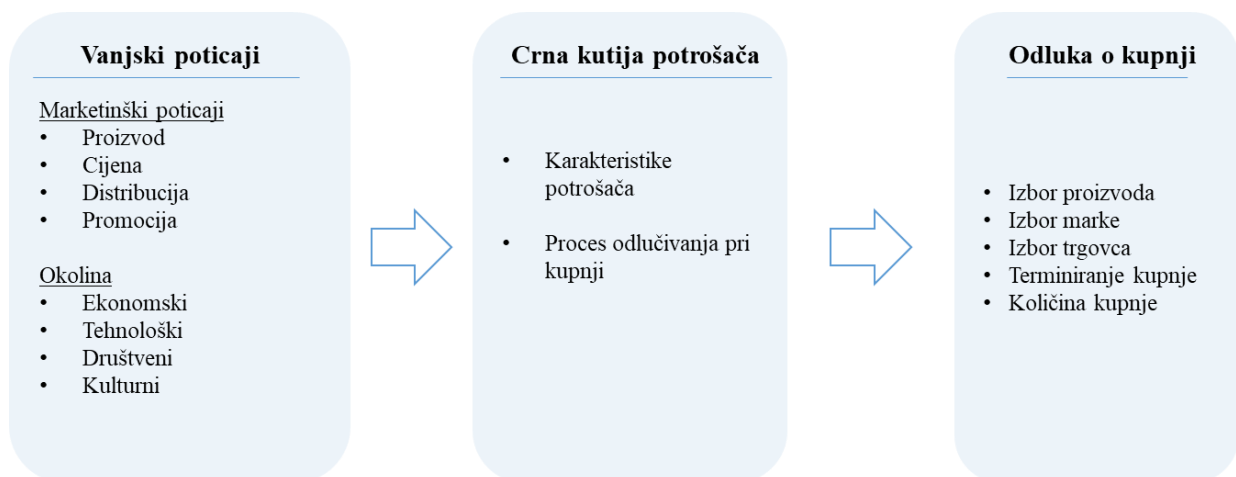 Vanjski poticaji
Marketinški poticaji
• Proizvod
• Cijena
• Distribucija
• Promocija
Okolina
• Ekonomski
• Tehnološki
• Društveni
• Kulturni
Crna kutija potrošača
• Karakteristike
potrošača
• Proces odlučivanja pri
kupnji
Odluka o kupnji
• Izbor proizvoda
• Izbor marke
• Izbor trgovca
• Terminiranje kupnje
• Količina kupnje